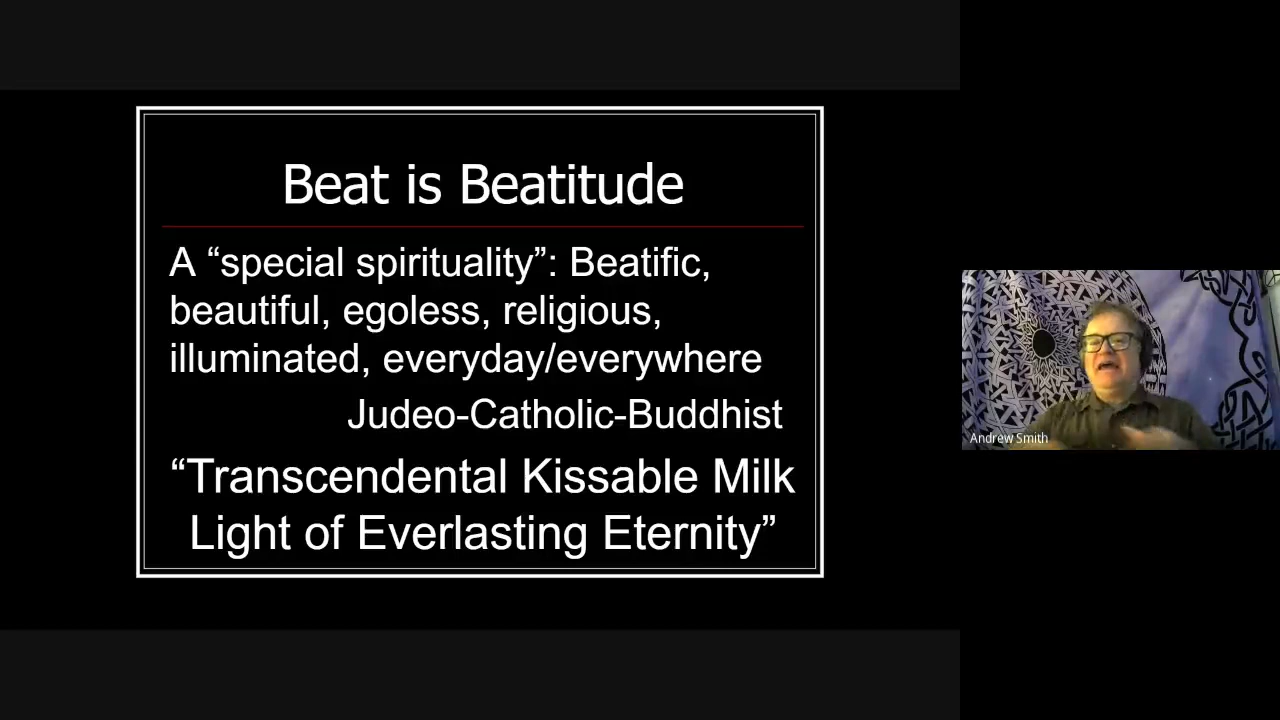 Beat is Beatitude
A “special spirituality”: Beatific,
beautiful, egoless, religious,
illuminated, everyday/everywhere
Judeo-Catholic-Buddhist
“Transcendental Kissable Milk
Light of Everlasting Eternity”
Andrew Smith